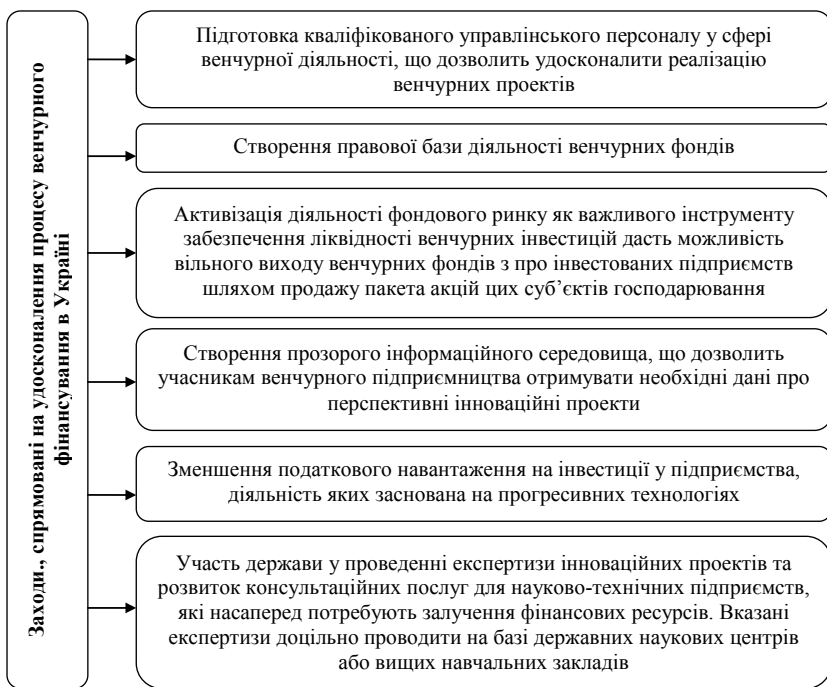 Заходи., спрямовані на удосконалення процесу венчурного
фінансування в Україні
Підготовка кваліфікованого управлінського персоналу у сфері
венчурної діяльності, що дозволить удосконалити реалізацію
венчурних проектів
Створення правової бази діяльності венчурних фондів
Активізація діяльності фондового ринку як важливого інструменту
забезпечення ліквідності венчурних інвестицій дасть можливість
вільного виходу венчурних фондів з про інвестованих підприємств
шляхом продажу пакета акцій цих суб’єктів господарювання
Створення прозорого інформаційного середовища, що дозволить
учасникам венчурного підприємництва отримувати необхідні дані про
перспективні інноваційні проекти
Зменшення податкового навантаження на інвестиції у підприємства,
діяльність яких заснована на прогресивних технологіях
Участь держави у проведенні експертизи інноваційних проектів та
розвиток консультаційних послуг для науково-технічних підприємств,
які насаперед потребують залучення фінансових ресурсів. Вказані
експертизи доцільно проводити на базі державних наукових центрів
або вищих навчальних закладів